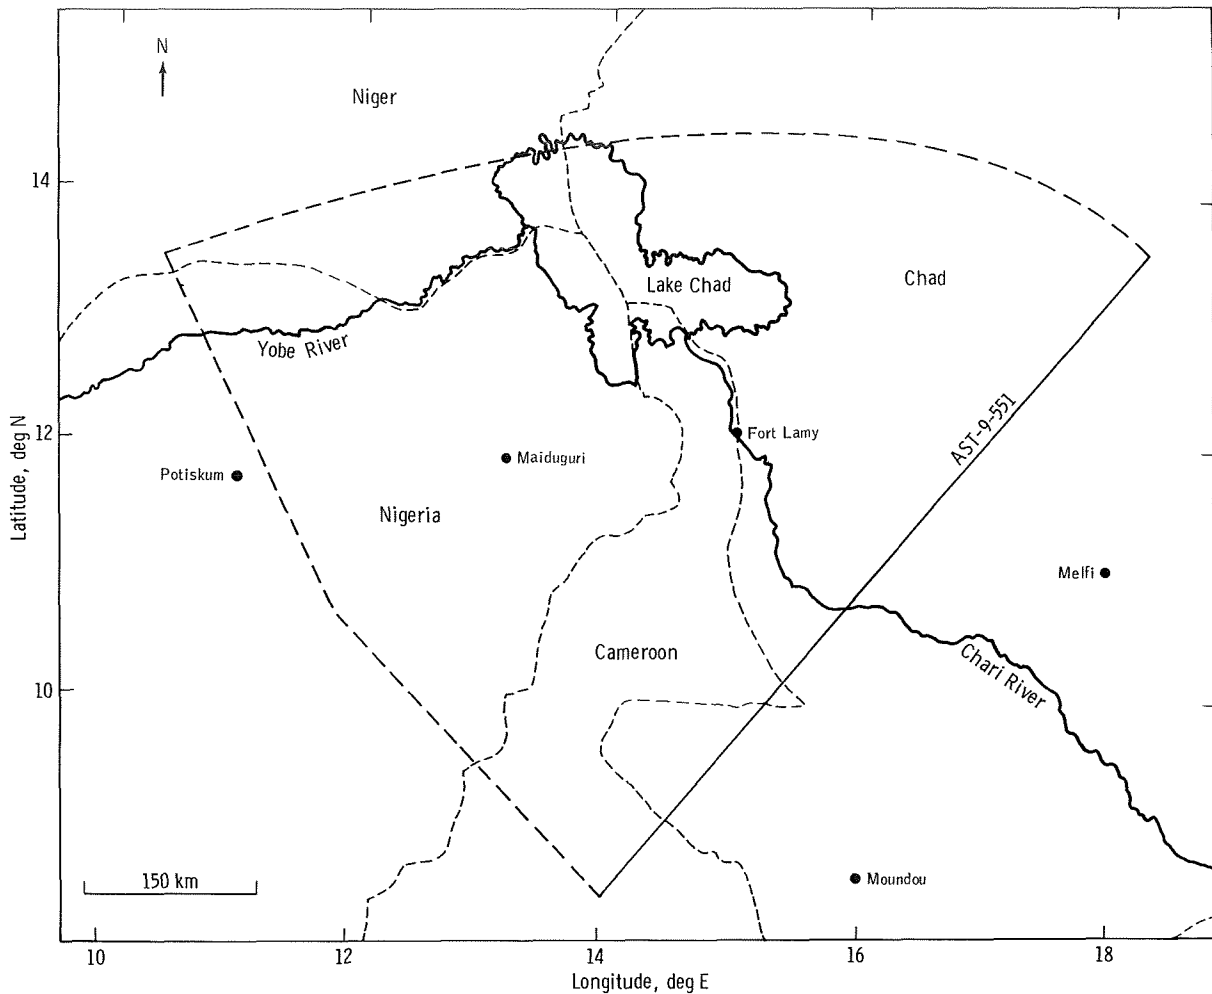 N
Niger
14
Lake Chad
Chad
Yobe River
12
Fort Lamy
AST-9-551
Maiduguri
Potiskum
Nigeria
Latitude, deg N
Melfi
Cameroon
Chari River
10
150 km
Moundou
10
12
14
16
18
Longitude, deg E